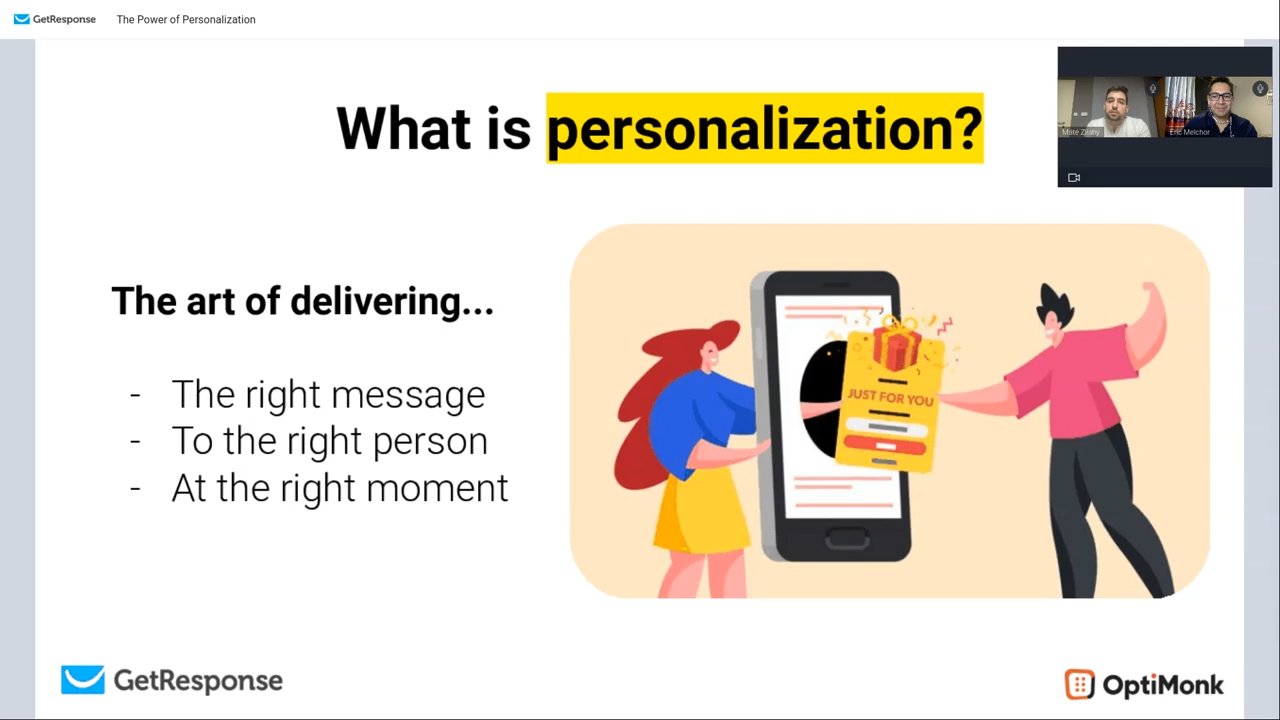 GetResponse
The Power of Personalization
What is personalization?
Máté Zilahy
Eric Melchor
The art of delivering...
- The right message
- To the right person
- At the right moment
JUST FOR YOU
GetResponse
OptiMonk